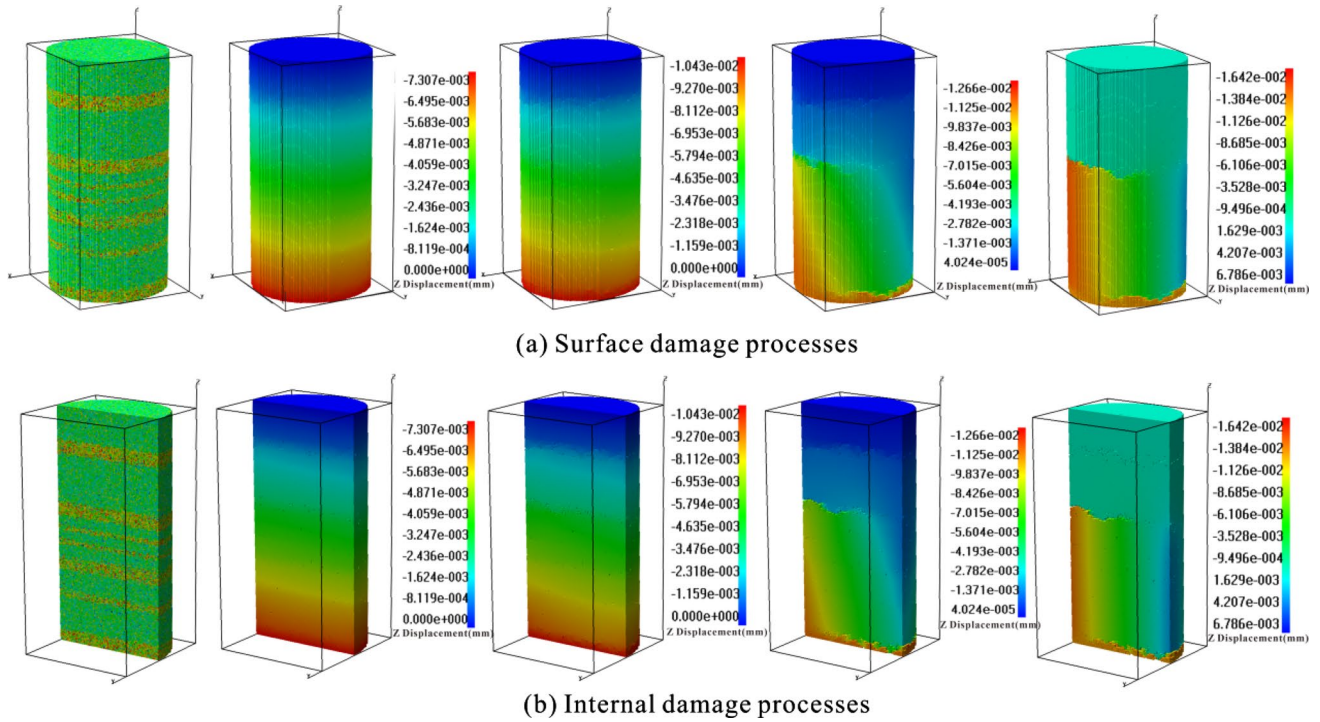 z
z
z
z
z
-7.307e-003
-6.495e-003
-5.683e-003
-4.871e-003
-4.059e-003
-3.247e-003
-2.436e-003
-1.624e-003
-8.119e-004
0.000e+000
Z Displacement(mm)
-1.043e-002
-9.270e-003
-8.112e-003
-6.953e-003
-5.794e-003
-4.635e-003
-3.476e-003
-2.318e-003
-1.159e-003
0.000e+000
Z Displacement(mm)
-1.266e-002
-1.125e-002
-9.837e-003
-8.426e-003
-7.015e-003
-5.604e-003
-4.193e-003
-2.782e-003
-1.371e-003
4.024e-005
Z Displacement(mm)
-1.642e-002
-1.384e-002
-1.126e-002
-8.685e-003
-6.106e-003
-3.528e-003
-9.496e-004
1.629e-003
4.207e-003
6.786e-003
Z Displacement(mm)
x
y
x
y
x
y
x
y
x
y
(a) Surface damage processes
z
z
z
z
z
-7.307e-003
-6.495e-003
-5.683e-003
-4.871e-003
-4.059e-003
-3.247e-003
-2.436e-003
-1.624e-003
-8.119e-004
0.000e+000
Z Displacement(mm)
-1.043e-002
-9.270e-003
-8.112e-003
-6.953e-003
-5.794e-003
-4.635e-003
-3.476e-003
-2.318e-003
-1.159e-003
0.000e+000
Z Displacement(mm)
-1.266e-002
-1.125e-002
-9.837e-003
-8.426e-003
-7.015e-003
-5.604e-003
-4.193e-003
-2.782e-003
-1.371e-003
4.024e-005
Z Displacement(mm)
-1.642e-002
-1.384e-002
-1.126e-002
-8.685e-003
-6.106e-003
-3.528e-003
-9.496e-004
1.629e-003
4.207e-003
6.786e-003
Z Displacement(mm)
y
y
y
y
y
(b) Internal damage processes